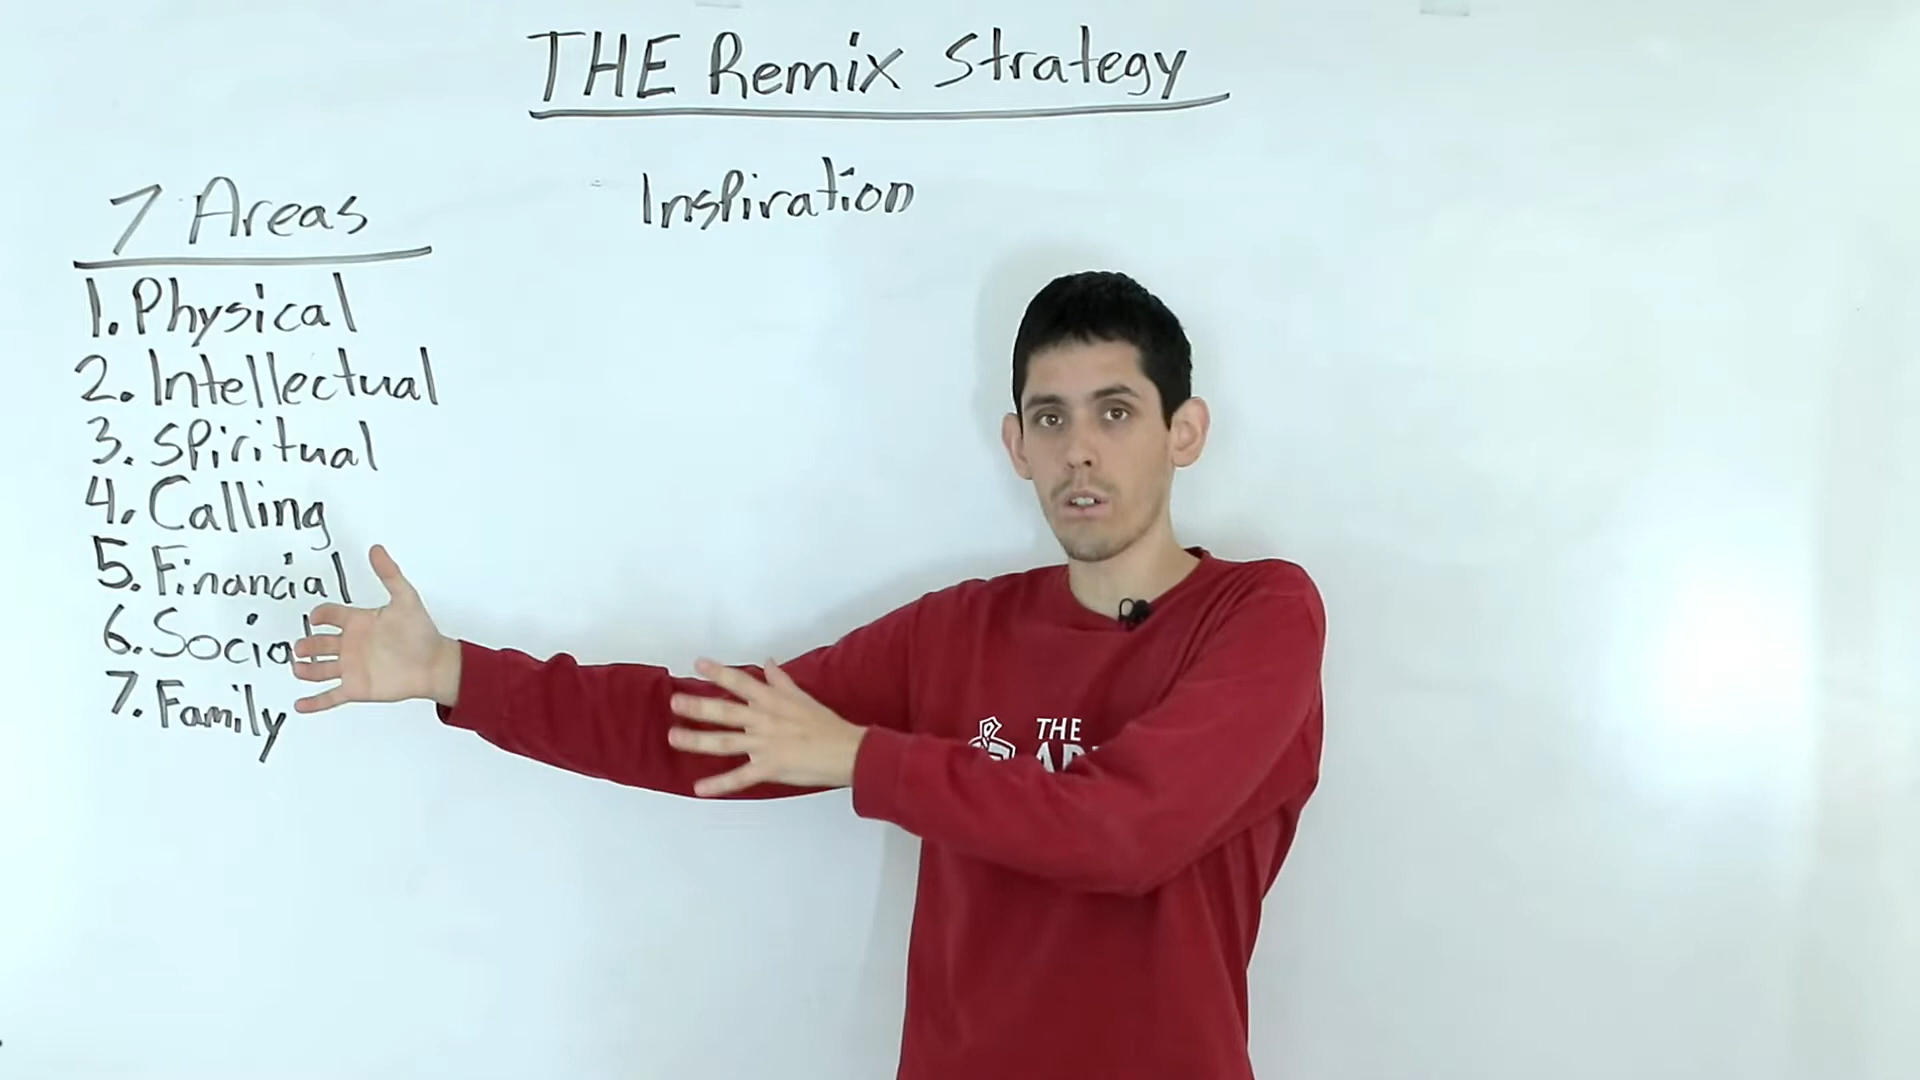 THE Remix Strategy
Inspiration
7 Areas
1. Physical
2. Intellectual
3. Spiritual
4. Calling
5. Financial
6. Social
7. Family
THE